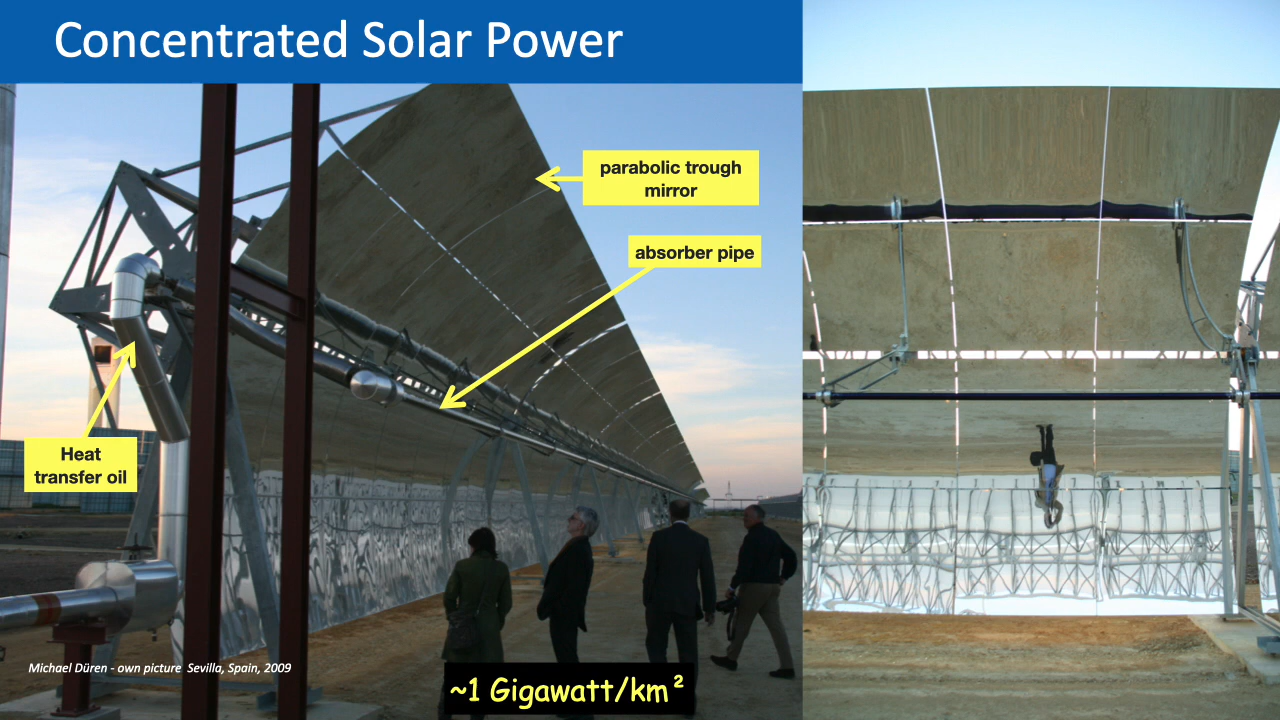 Concentrated Solar Power
parabolic trough
mirror
absorber pipe
Heat
transfer oil
Michael Düren - own picture  Sevilla, Spain, 2009
~1 Gigawatt/km²